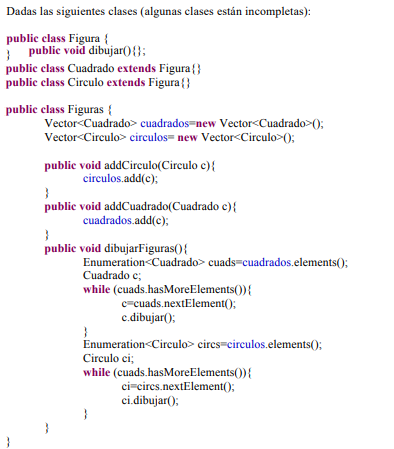 Dadas las siguientes clases (algunas clases están incompletas):
public class Figura {
public void dibujar(){};
}
public class Cuadrado extends Figura{}
public class Circulo extends Figura{}
public class Figuras {
Vector<Cuadrado> cuadrados=new Vector<Cuadrado>();
Vector<Circulo> circulos= new Vector<Circulo>();
public void addCirculo(Circulo c){
circulos.add(c);
}
public void addCuadrado(Cuadrado c){
cuadrados.add(c);
}
public void dibujarFiguras(){
Enumeration<Cuadrado> cuads=cuadrados.elements();
Cuadrado c;
while (cuads.hasMoreElements()){
c=cuads.nextElement();
c.dibujar();
}
Enumeration<Circulo> circs=circulos.elements();
Circulo ci;
while (cuads.hasMoreElements()){
ci=circs.nextElement();
ci.dibujar();
}
}
}